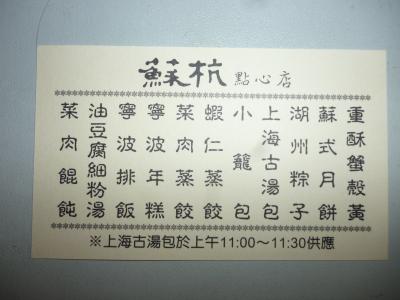 蘇杭 點心店
重酥蟹殼黃
蘇式月餅
湖州粽子
上海古湯包
小籠包
蝦仁蒸餃
菜肉蒸餃
寧波年糕
寧波排飯
油豆腐細粉湯
菜肉餛飩
※上海古湯包於上午11:00~11:30供應